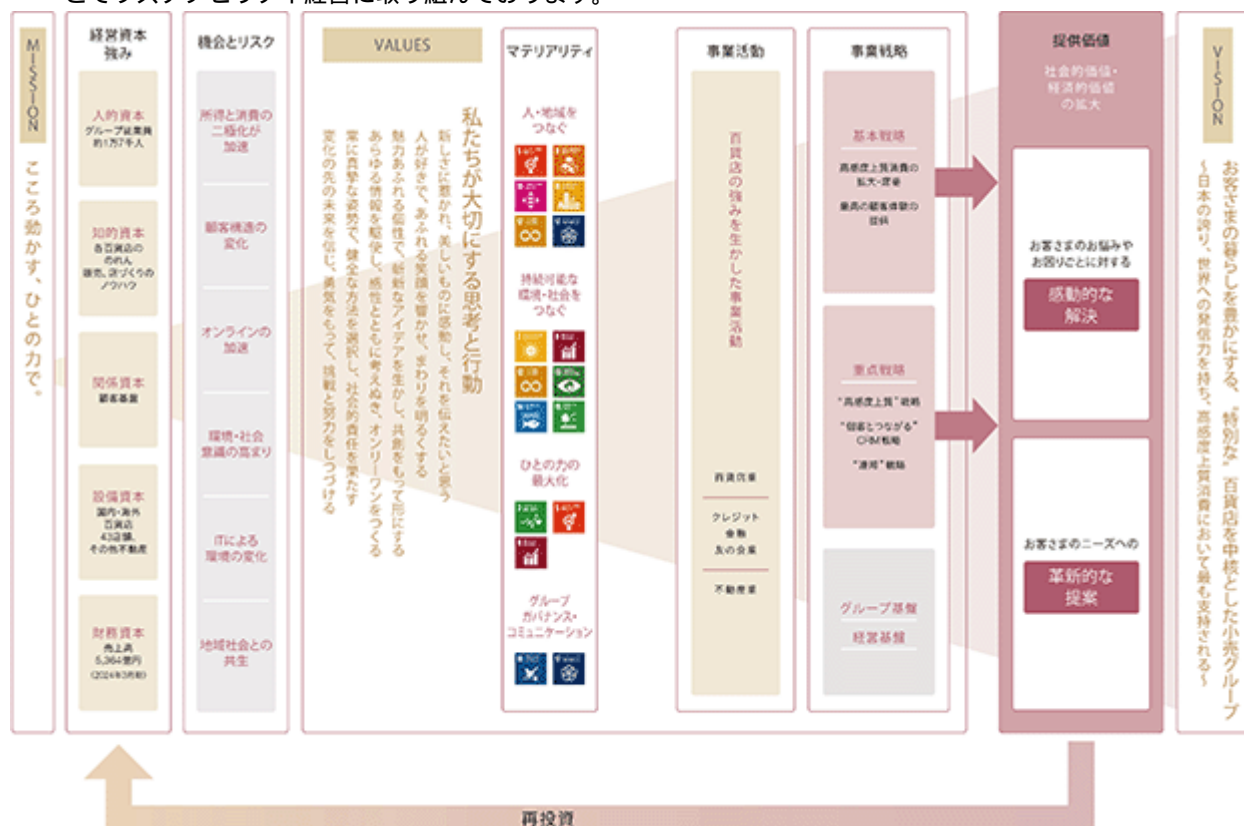 とでサステナビリティ経営に取り組んでおります。
MISSION
こころ動かす、ひとの力で。
経営資本
強み
人的資本
グループ従業員
約1万7千人
知的資本
各百貨店の
のれん
販売、店づくりの
ノウハウ
関係資本
顧客基盤
設備資本
国内・海外
百貨店
43店舗、
その他不動産
財務資本
売上高
5,364億円
(2024年3月期)
機会とリスク
所得と消費の
二極化が
加速
顧客構造の
変化
オンラインの
加速
環境・社会
意識の高まり
ITによる
環境の変化
地域社会との
共生
VALUES
私たちが大切にする思考と行動
新しさに惹かれ、美しいものに感動し、それを伝えたいと思う
人が好きで、あふれる笑顔を響かせ、まわりを明るくする
魅力あふれる個性で、斬新なアイデアを生かし、共創をもって形にする
あらゆる情報を駆使し、感性とともに考えぬき、オンリーワンをつくる
常に真摯な姿勢で、健全な方法を選択し、社会的責任を果たす
変化の先の未来を信じ、勇気をもって、挑戦と努力をしつづける
マテリアリティ
人・地域を
つなぐ
持続可能な
環境・社会を
つなぐ
ひとの力の
最大化
グループ
ガバナンス・
コミュニケーション
事業活動
百貨店の強みを生かした事業活動
百貨店業
クレジット
金融
友の会業
不動産業
事業戦略
基本戦略
高感度上質消費の
拡大・席巻
最高の顧客体験の
提供
重点戦略
"高感度上質"戦略
"個客とつながる"
CRM戦略
"連邦"戦略
グループ基盤
経営基盤
提供価値
社会的価値・
経済的価値
の拡大
お客さまのお悩みや
お困りごとに対する
感動的な
解決
お客さまのニーズへの
革新的な
提案
VISION
お客さまの暮らしを豊かにする、"特別な"百貨店を中核とした小売グループ
〜日本の誇り、世界への発信力を持ち、高感度上質消費において最も支持される〜
再投資